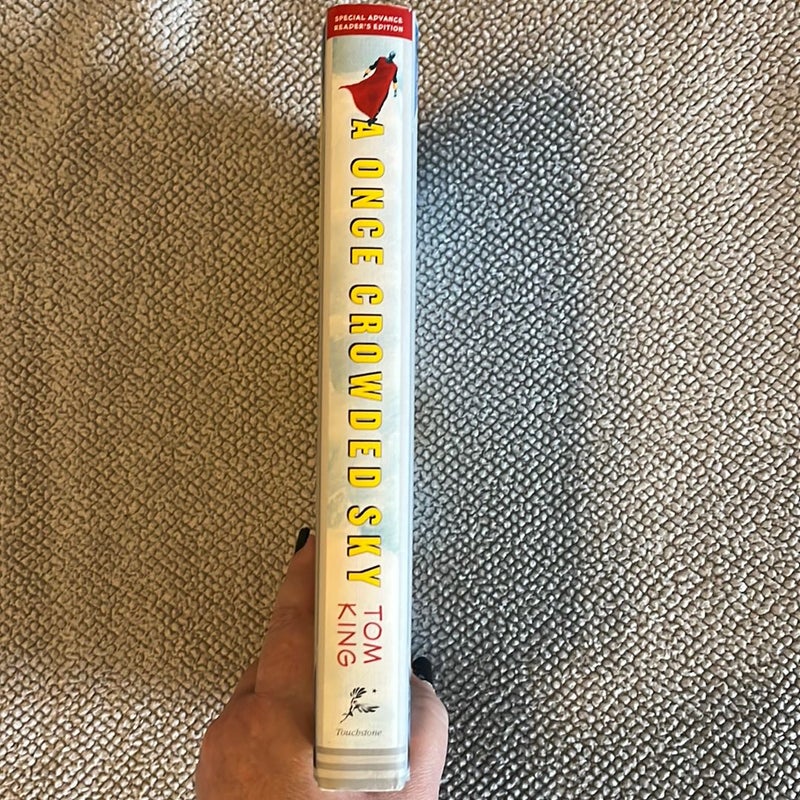 SPECIAL ADVANCE
READER'S EDITION
A ONCE CROWDED SKY
TOM
KING
Touchstone